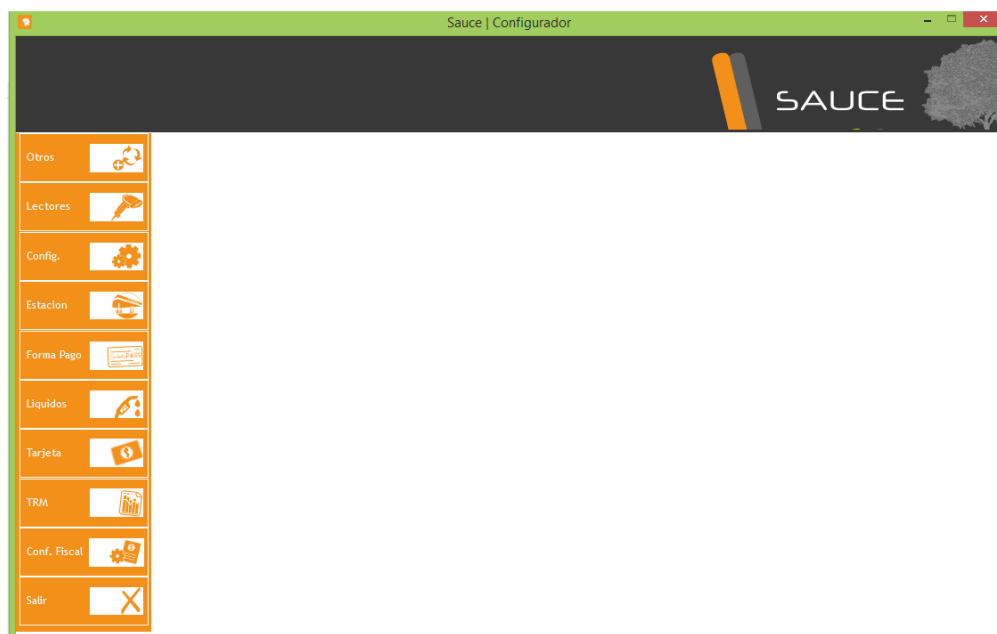 Sauce | Configurador
SAUCE
Otros
Lectores
Config.
Estacion
Forma Pago
Liquidos
Tarjeta
TRM
Conf. Fiscal
Salir